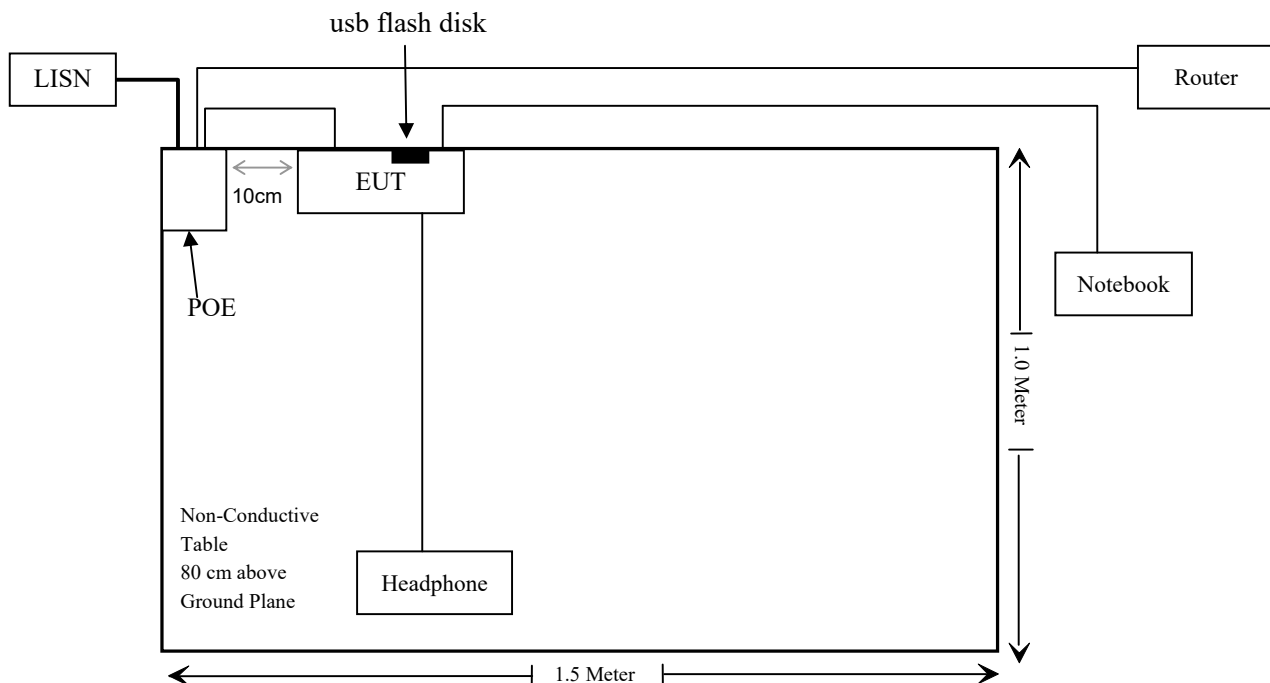 usb flash disk
LISN
Router
EUT
10cm
Notebook
POE
1.0 Meter
Non-Conductive
Table
80 cm above
Ground Plane
Headphone
1.5 Meter